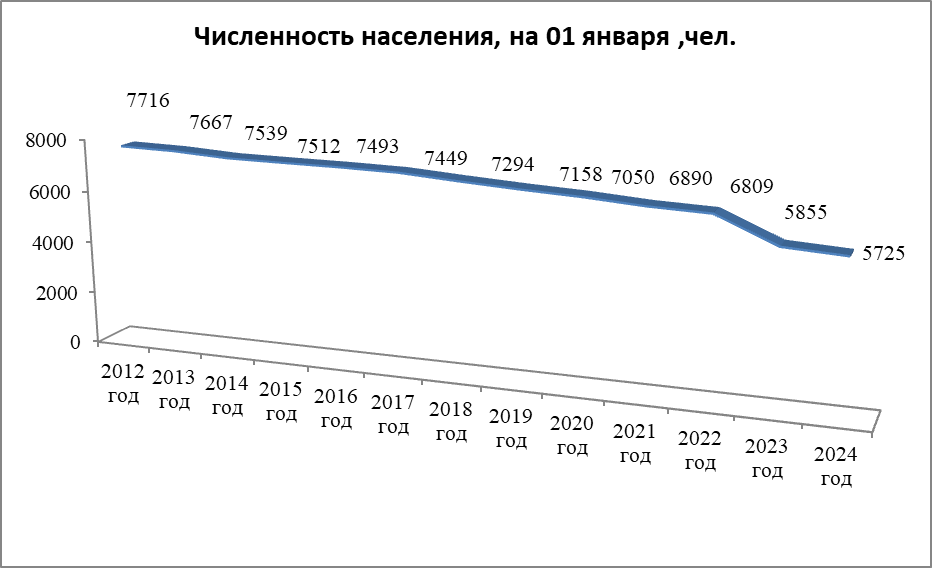 Численность населения, на 01 января ,чел.
7716
7667
7539
7512
7493
7449
7294
7158
7050
6890
6809
5855
5725
8000
6000
4000
2000
0
2012 год
2013 год
2014 год
2015 год
2016 год
2017 год
2018 год
2019 год
2020 год
2021 год
2022 год
2023 год
2024 год